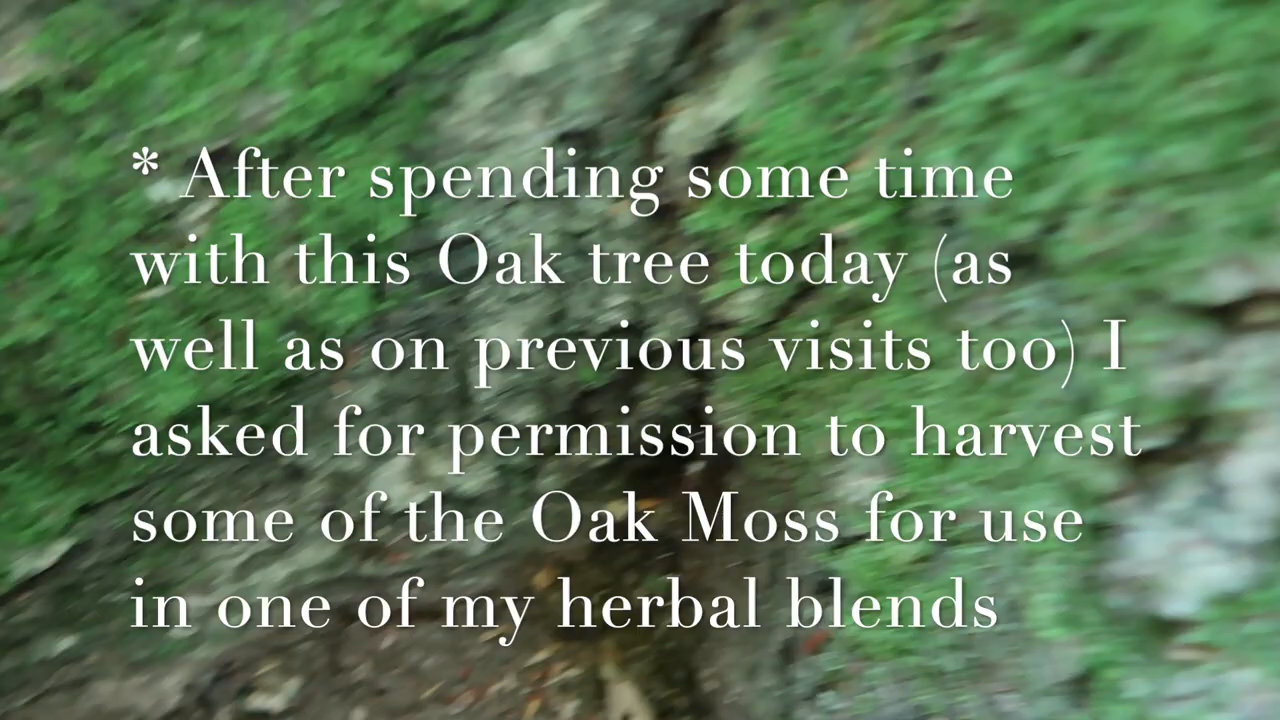 * After spending some time
with this Oak tree today (as
well as on previous visits too) I
asked for permission to harvest
some of the Oak Moss for use
in one of my herbal blends